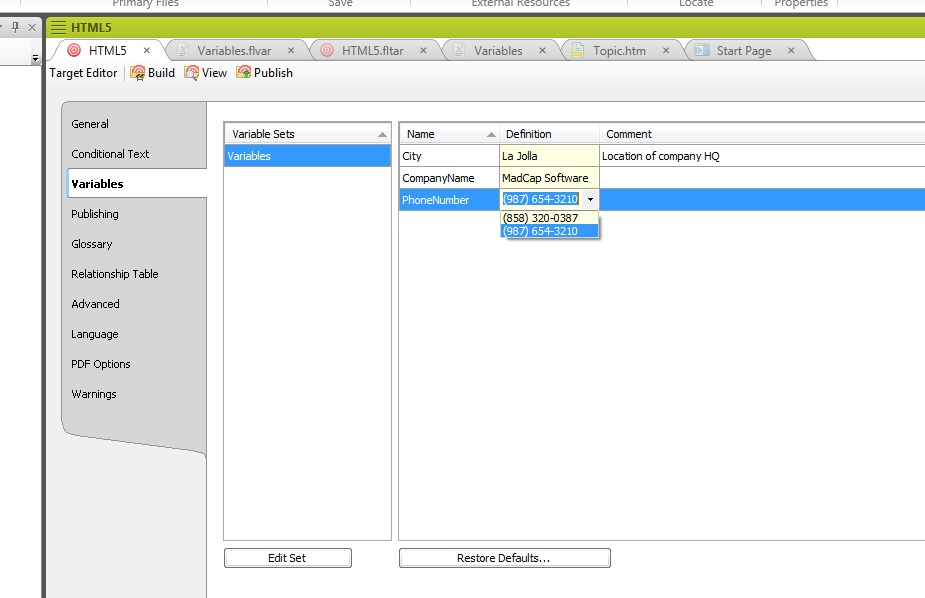 Primary Files Save External Resources Locate Properties
HTML5
HTML5 Variables.flvar HTML5.fltar Variables Topic.htm Start Page
Target Editor Build View Publish
General
Conditional Text
Variables
Publishing
Glossary
Relationship Table
Advanced
Language
PDF Options
Warnings
Variable Sets
Variables
Name Definition Comment
City La Jolla Location of company HQ
CompanyName MadCap Software
PhoneNumber (987) 654-3210
(858) 320-0387
(987) 654-3210
Edit Set Restore Defaults...